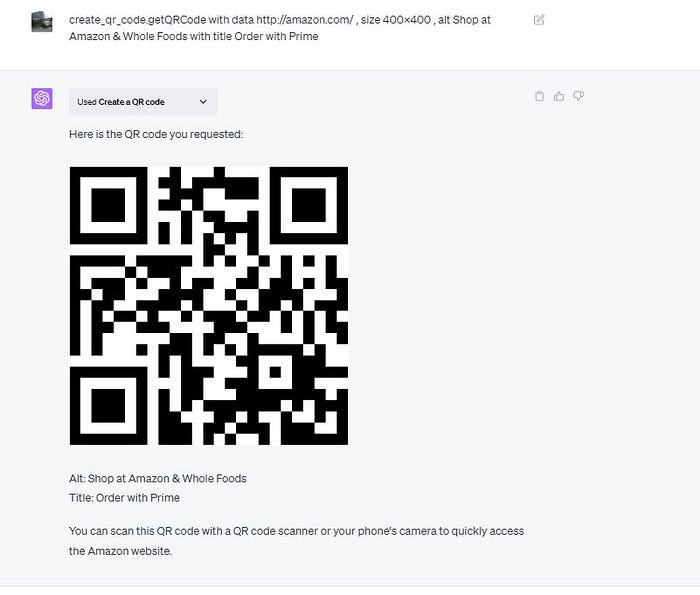 create_qr_code.getQRCode with data http://amazon.com/ , size 400×400 , alt Shop at
Amazon & Whole Foods with title Order with Prime
Used Create a QR code
Here is the QR code you requested:
Alt: Shop at Amazon & Whole Foods
Title: Order with Prime
You can scan this QR code with a QR code scanner or your phone's camera to quickly access
the Amazon website.